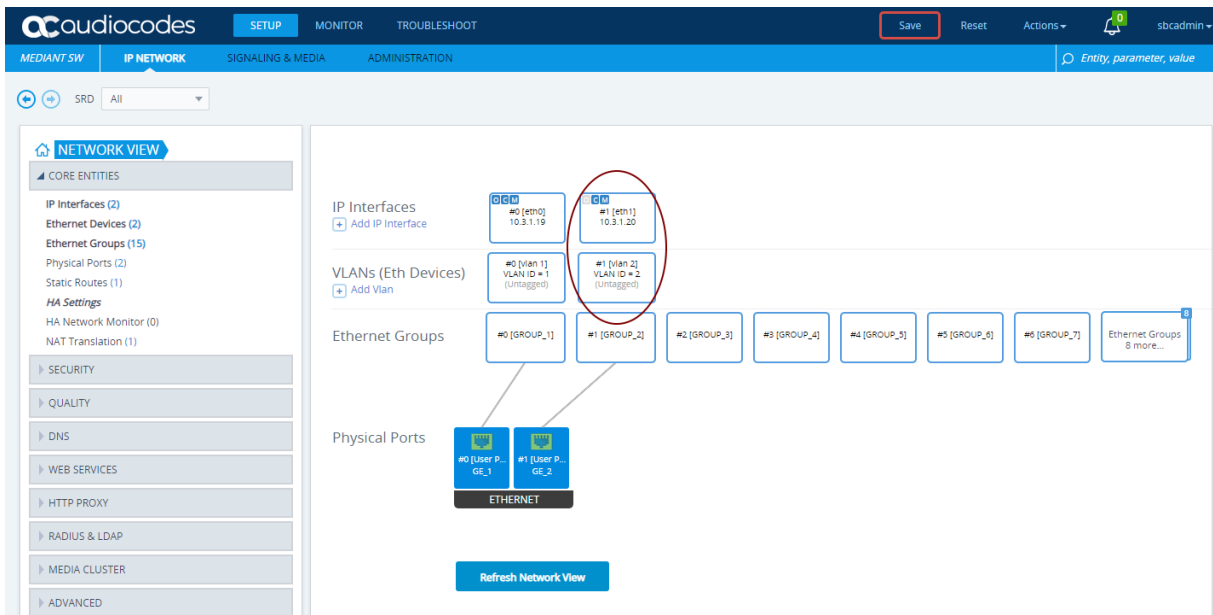 audiocodes
SETUP
MONITOR
TROUBLESHOOT
Save
Reset
Actions
0
sbcadmin
MEDIANT SW
IP NETWORK
SIGNALING & MEDIA
ADMINISTRATION
Entity, parameter, value
SRD
All
NETWORK VIEW
CORE ENTITIES
IP Interfaces (2)
Ethernet Devices (2)
Ethernet Groups (15)
Physical Ports (2)
Static Routes (1)
HA Settings
HA Network Monitor (0)
NAT Translation (1)
SECURITY
QUALITY
DNS
WEB SERVICES
HTTP PROXY
RADIUS & LDAP
MEDIA CLUSTER
ADVANCED
IP Interfaces
+ Add IP Interface
O C M
#0 [eth0]
10.3.1.19
C M
#1 [eth1]
10.3.1.20
VLANs (Eth Devices)
+ Add Vlan
#0 [vlan 1]
VLAN ID = 1
(Untagged)
#1 [vlan 2]
VLAN ID = 2
(Untagged)
Ethernet Groups
#0 [GROUP_1]
#1 [GROUP_2]
#2 [GROUP_3]
#3 [GROUP_4]
#4 [GROUP_5]
#5 [GROUP_6]
#6 [GROUP_7]
8
Ethernet Groups
8 more...
Physical Ports
#0 [User P...
GE_1
#1 [User P...
GE_2
ETHERNET
Refresh Network View